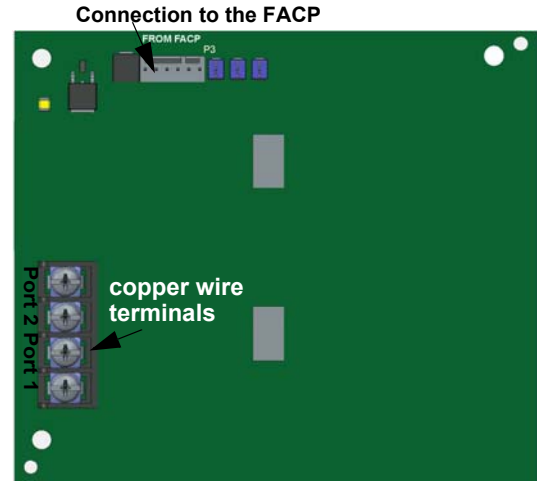 Connection to the FACP
FROM FACP
P3
copper wire
terminals
Port 2 Port 1